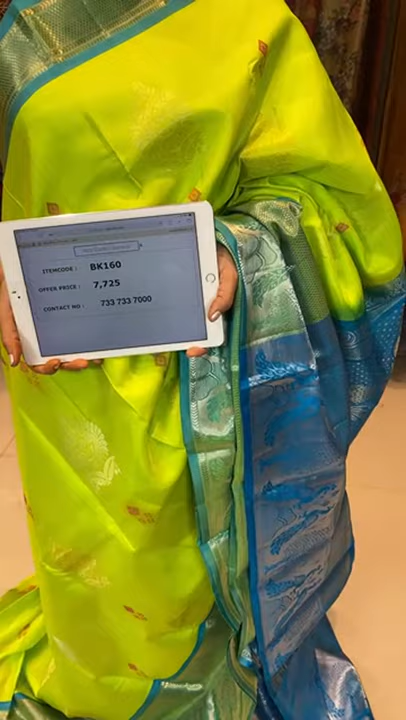 ITEMCODE : BK160
OFFER PRICE : 7,725
CONTACT NO : 733 733 7000